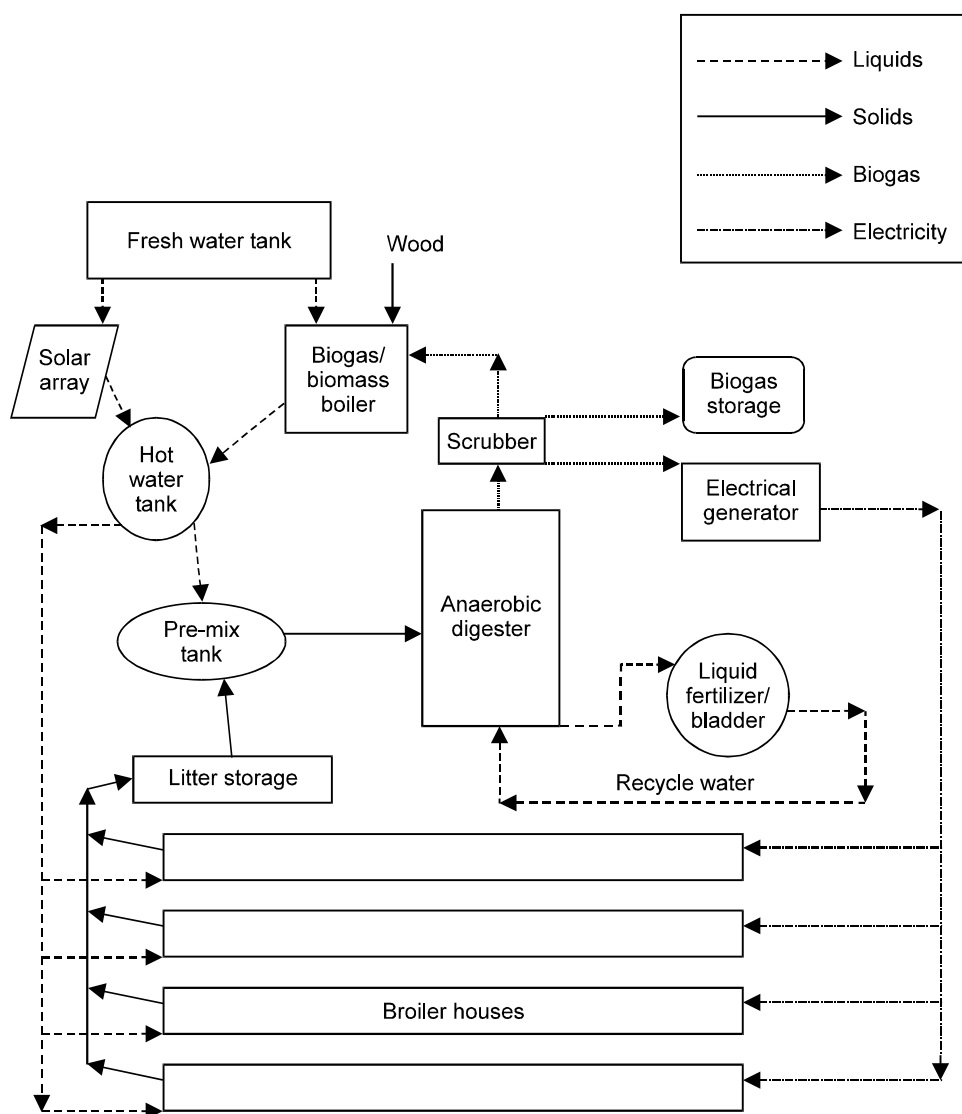 Liquids
Solids
Biogas
Electricity
Fresh water tank
Wood
Solar
array
Biogas/
biomass
boiler
Biogas
storage
Scrubber
Hot
water
tank
Electrical
generator
Anaerobic
digester
Pre-mix
tank
Liquid
fertilizer/
bladder
Litter storage
Recycle water
Broiler houses